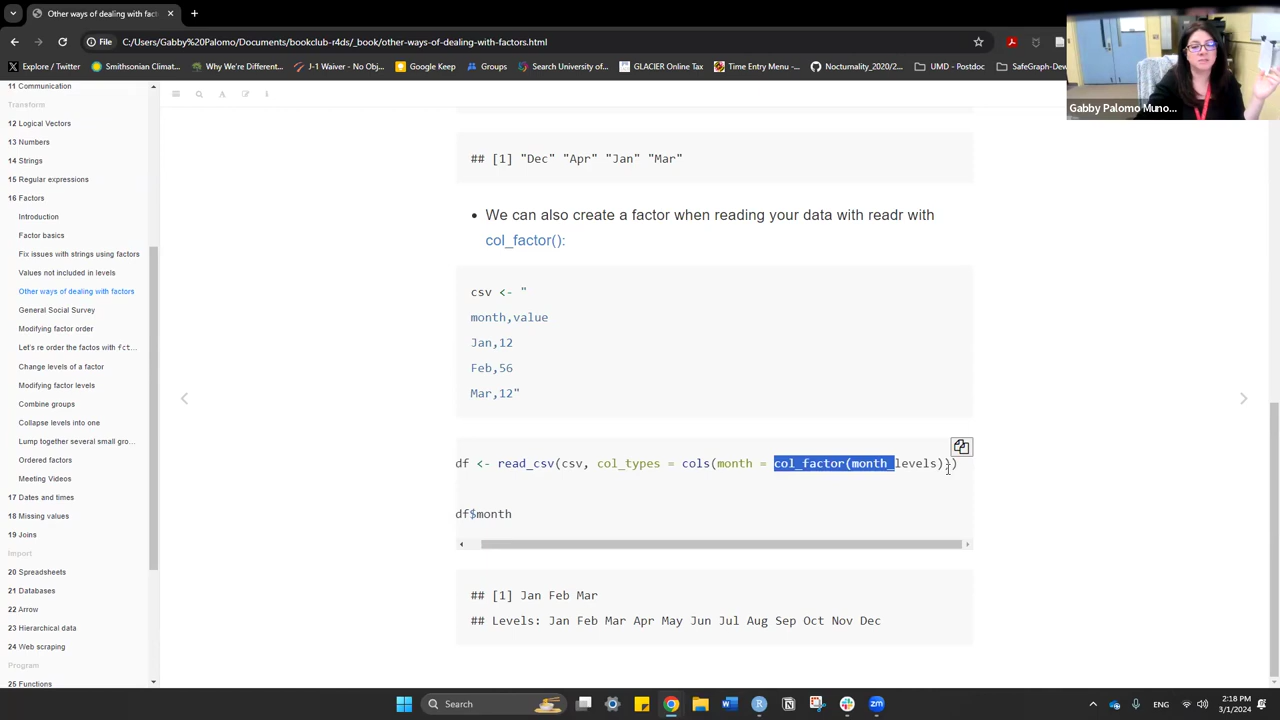 Other ways of dealing with fact
File
C:/Users/Gabby%20Palomo/Documents/bookclub-r4ds/_book/other-ways-of-dealing-with-factors.html
Explore / Twitter
Smithsonian Climat...
Why We're Different...
J-1 Waiver - No Obj...
Google Keep
Search University of...
GLACIER Option Tax...
Nocturnality_2020/2...
UMD - Positive
Time Entry - Workd...
SafeGraph-Dewe
Gabby Palomo Muno...
11 Communication
Transform
12 Logical Vectors
13 Numbers
14 Strings
15 Regular expressions
16 Factors
Introduction
Factor basics
Fix issues with strings using factors
Values not included in levels
Other ways of dealing with factors
General Social Survey
Modifying factor order
Let's re order the factos with fct...
Change levels of a factor
Modifying factor levels
Combine groups
Collapse levels into one
Lump together several small gro...
Ordered factors
Meeting Videos
17 Dates and times
18 Missing values
19 Joins
Import
20 Spreadsheets
21 Databases
22 Arrow
23 Hierarchical data
24 Web scraping
Program
25 Functions
## [1] "Dec" "Apr" "Jan" "Mar"
• We can also create a factor when reading your data with readr with
col_factor():
csv <- "
month,value
Jan,12
Feb,56
Mar,12"
df <- read_csv(csv, col_types = cols(month = col_factor(month_levels)))
df$month
## [1] Jan Feb Mar
## Levels: Jan Feb Mar Apr May Jun Jul Aug Sep Oct Nov Dec
Search
2:18 PM
3/1/2024